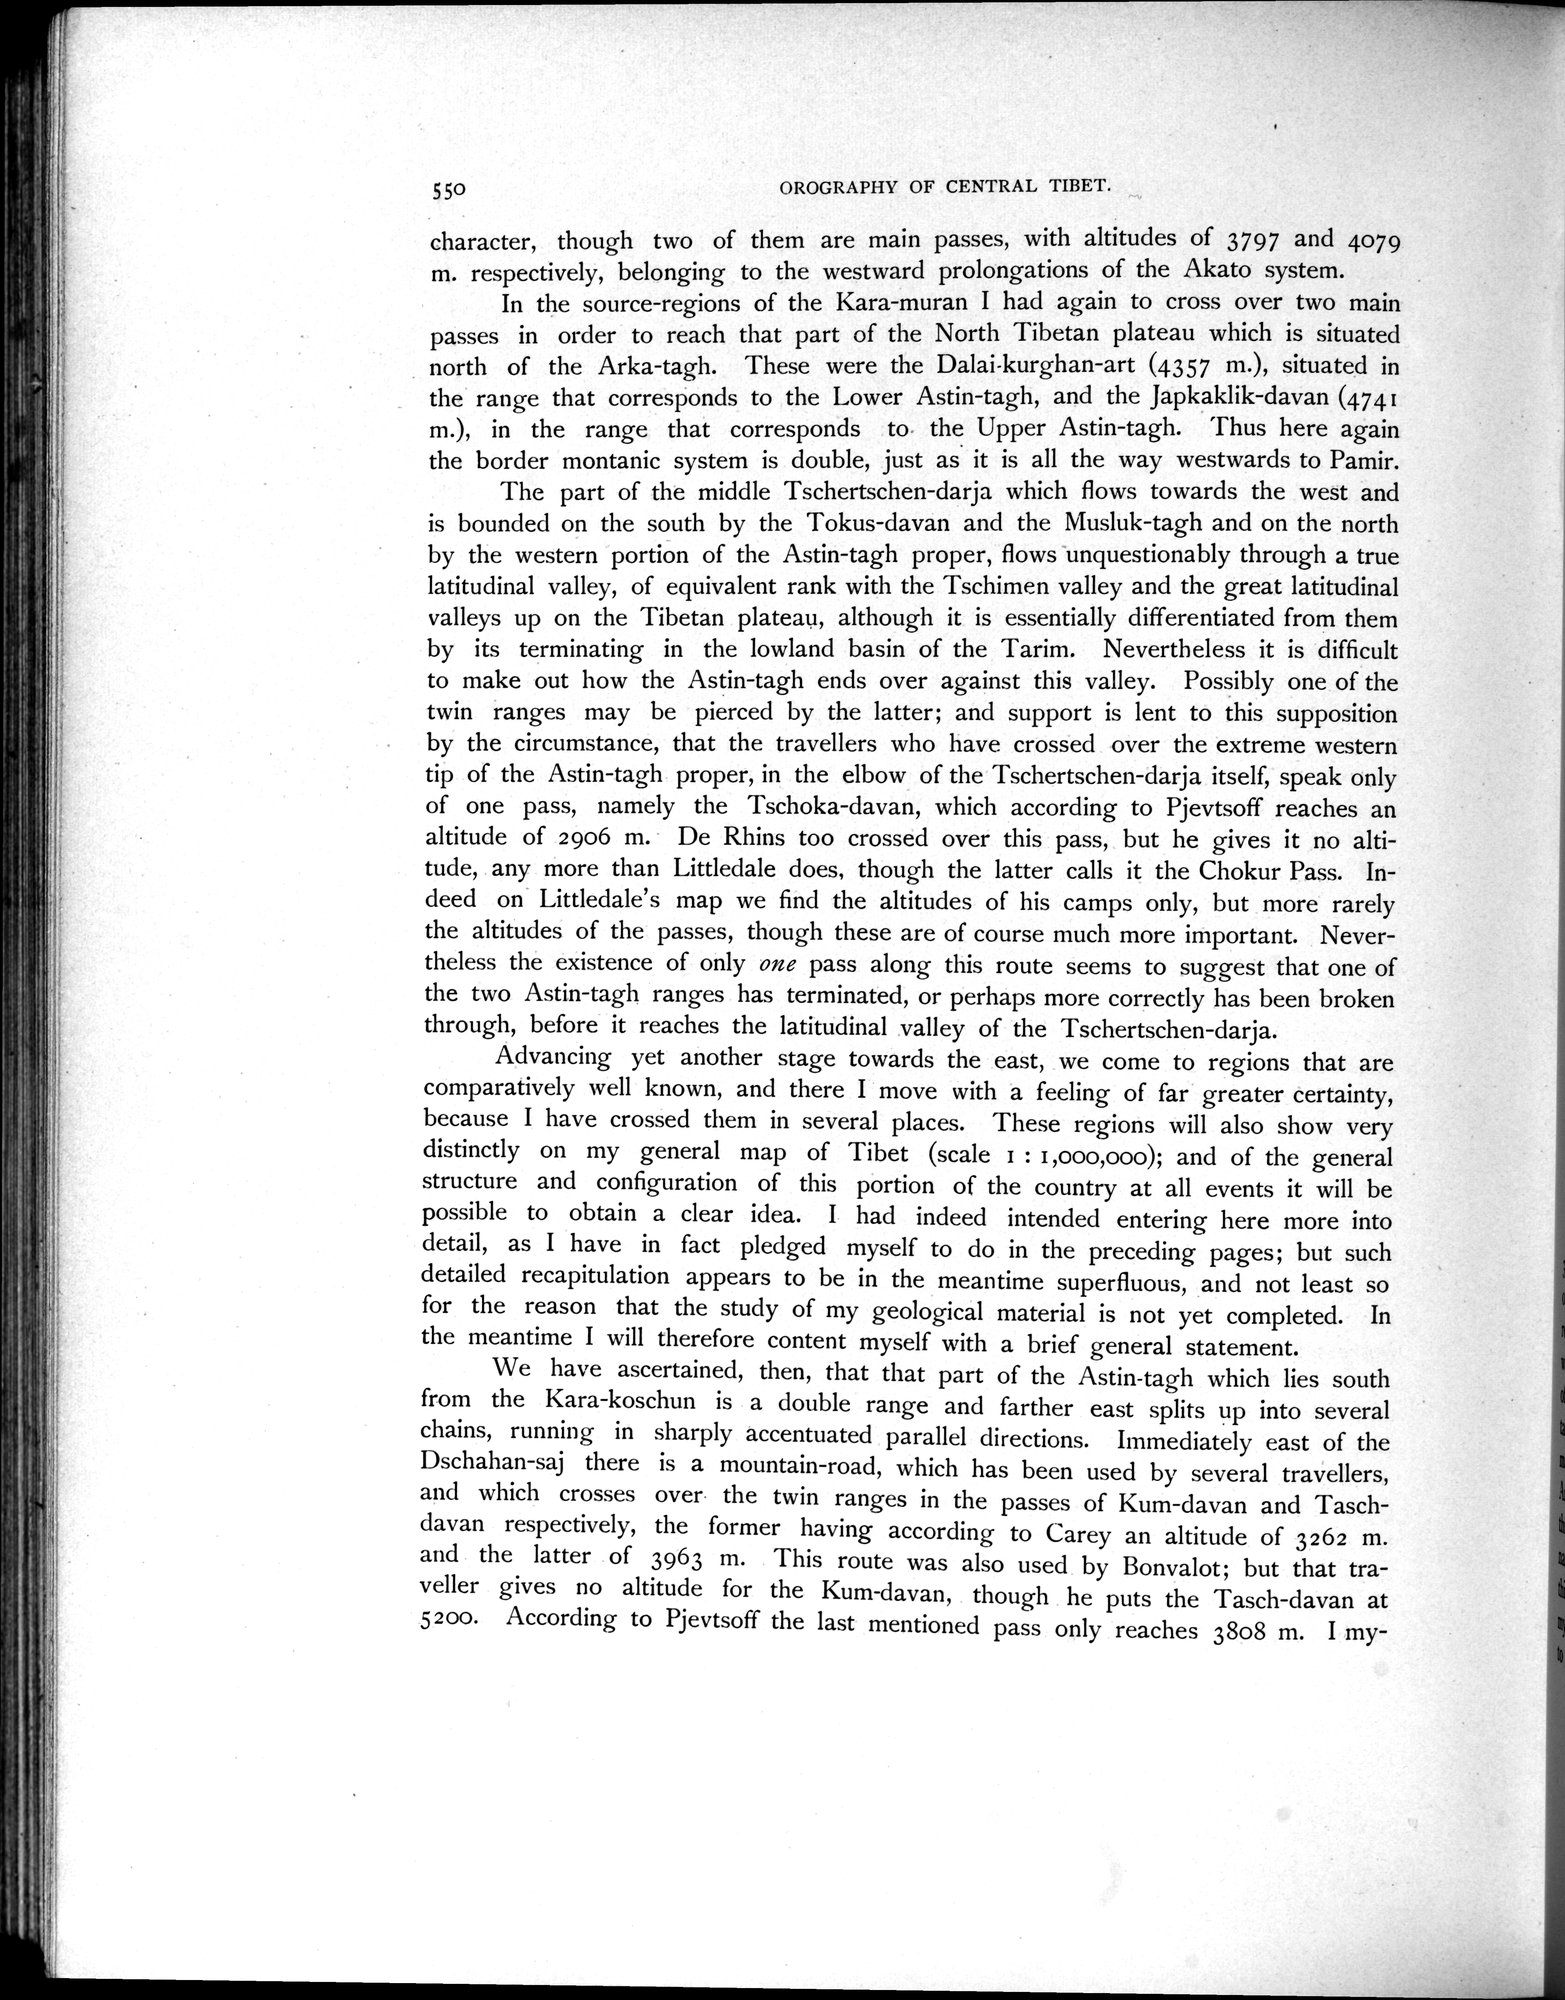 550
OROGRAPHY OF CENTRAL TIBET.
character, though two of them are main passes, with altitudes of 3797 and 4079
m. respectively, belonging to the westward prolongations of the Akato system.
In the source-regions of the Kara-muran I had again to cross over two main
passes in order to reach that part of the North Tibetan plateau which is situated
north of the Arka-tagh. These were the Dalai-kurghan-art (4357 m.), situated in
the range that corresponds to the Lower Astin-tagh, and the Japkaklik-davan (4741
m.), in the range that corresponds to the Upper Astin-tagh. Thus here again
the border montanic system is double, just as it is all the way westwards to Pamir.
The part of the middle Tschertschen-darja which flows towards the west and
is bounded on the south by the Tokus-davan and the Musluk-tagh and on the north
by the western portion of the Astin-tagh proper, flows unquestionably through a true
latitudinal valley, of equivalent rank with the Tschimen valley and the great latitudinal
valleys up on the Tibetan plateau, although it is essentially differentiated from them
by its terminating in the lowland basin of the Tarim. Nevertheless it is difficult
to make out how the Astin-tagh ends over against this valley. Possibly one of the
twin ranges may be pierced by the latter; and support is lent to this supposition
by the circumstance, that the travellers who have crossed over the extreme western
tip of the Astin-tagh proper, in the elbow of the Tschertschen-darja itself, speak only
of one pass, namely the Tschoka-davan, which according to Pjevtsoff reaches an
altitude of 2906 m. De Rhins too crossed over this pass, but he gives it no alti-
tude, any more than Littledale does, though the latter calls it the Chokur Pass. In-
deed on Littledale's map we find the altitudes of his camps only, but more rarely
the altitudes of the passes, though these are of course much more important. Never-
theless the existence of only one pass along this route seems to suggest that one of
the two Astin-tagh ranges has terminated, or perhaps more correctly has been broken
through, before it reaches the latitudinal valley of the Tschertschen-darja.
Advancing yet another stage towards the east, we come to regions that are
comparatively well known, and there I move with a feeling of far greater certainty,
because I have crossed them in several places. These regions will also show very
distinctly on my general map of Tibet (scale 1 : 1,000,000); and of the general
structure and configuration of this portion of the country at all events it will be
possible to obtain a clear idea. I had indeed intended entering here more into
detail, as I have in fact pledged myself to do in the preceding pages; but such
detailed recapitulation appears to be in the meantime superfluous, and not least so
for the reason that the study of my geological material is not yet completed. In
the meantime I will therefore content myself with a brief general statement.
We have ascertained, then, that that part of the Astin-tagh which lies south
from the Kara-koschun is a double range and farther east splits up into several
chains, running in sharply accentuated parallel directions. Immediately east of the
Dschahan-saj there is a mountain-road, which has been used by several travellers,
and which crosses over the twin ranges in the passes of Kum-davan and Tasch-
davan respectively, the former having according to Carey an altitude of 3262 m.
and the latter of 3963 m. This route was also used by Bonvalot; but that tra-
veller gives no altitude for the Kum-davan, though he puts the Tasch-davan at
5200. According to Pjevtsoff the last mentioned pass only reaches 3808 m. I my-